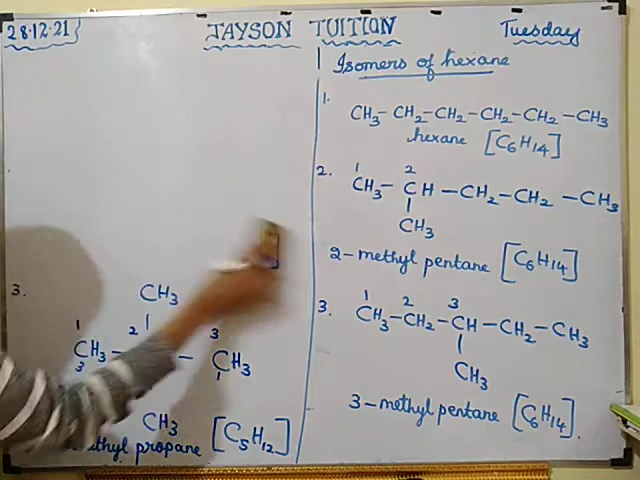 28.12.21
JAYSON TUITION
Tuesday
Isomers of hexane
1.
CH3-CH2-CH2-CH2-CH2-CH3
hexane [C6H14]
2.
1 2
CH3-CH-CH2-CH2-CH3
CH3
2-methyl pentane [C6H14]
3.
1 2 3
CH3-CH2-CH-CH2-CH3
CH3
3-methyl pentane [C6H14].
3.
CH3
1 2 3
CH3- - CH3
3 1
CH3
propane [C5H12]